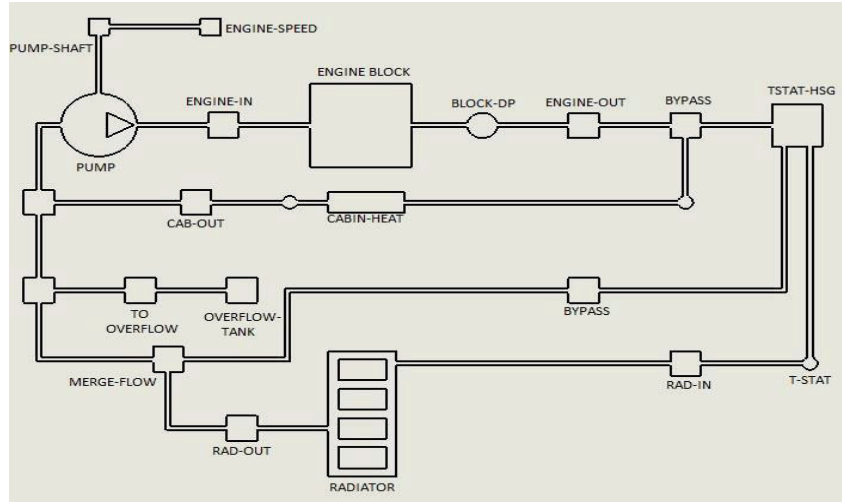 ENGINE-SPEED
PUMP-SHAFT
ENGINE BLOCK
TSTAT-HSG
ENGINE-IN
BLOCK-DP
ENGINE-OUT
BYPASS
PUMP
CAB-OUT
CABIN-HEAT
TO
OVERFLOW
OVERFLOW-
TANK
BYPASS
MERGE-FLOW
RAD-IN
T-STAT
RAD-OUT
RADIATOR